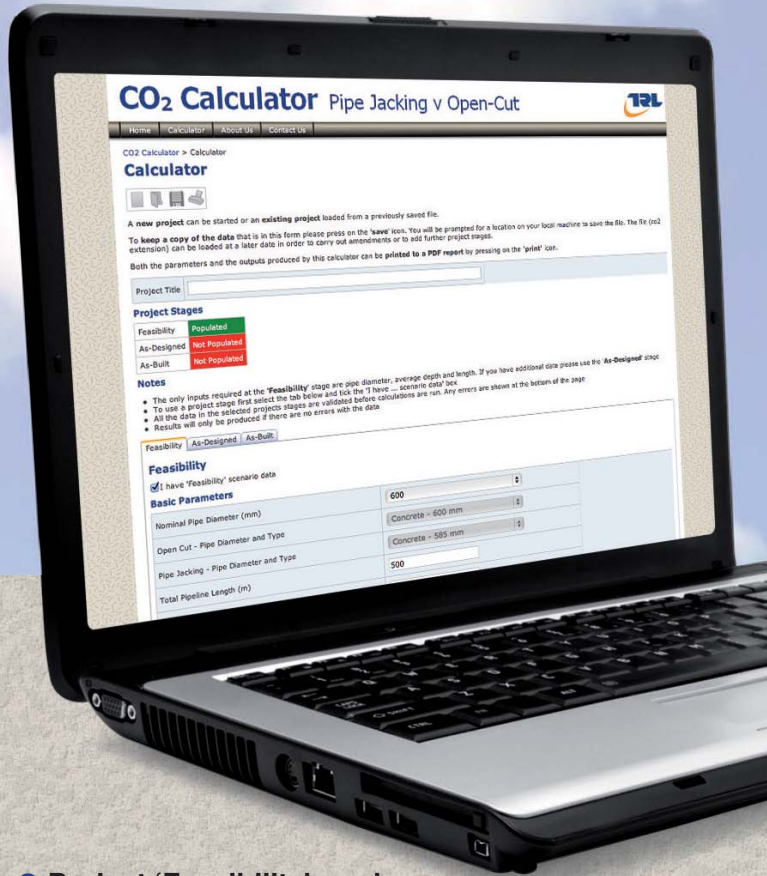 CO2 Calculator Pipe Jacking v Open-Cut
TRL
Home Calculator About Us Contact Us
CO2 Calculator > Calculator
Calculator
A new project can be started or an existing project loaded from a previously saved file.
To keep a copy of the data that is in this form please press on the 'save' icon. You will be prompted for a location on your local machine to save the file. The file (co2
extension) can be loaded at a later date in order to carry out amendments or to add further project stages.
Both the parameters and the outputs produced by this calculator can be printed to a PDF report by pressing on the 'print' icon.
Project Title
Project Stages
Feasibility Populated
As-Designed Not Populated
As-Built Not Populated
Notes
• The only inputs required at the 'Feasibility' stage are pipe diameter, average depth and length. If you have additional data please use the 'As-Designed' stage
• To use a project stage first select the tab below and tick the 'I have ... scenario data' box
• All the data in the selected projects stages are validated before calculations are run. Any errors are shown at the bottom of the page
• Results will only be produced if there are no errors with the data
Feasibility As-Designed As-Built
Feasibility
I have 'Feasibility' scenario data
Basic Parameters
Nominal Pipe Diameter (mm) 600
Open Cut - Pipe Diameter and Type Concrete - 600 mm
Pipe Jacking - Pipe Diameter and Type Concrete - 585 mm
Total Pipeline Length (m) 500
SHIFT
CTRL
ALT